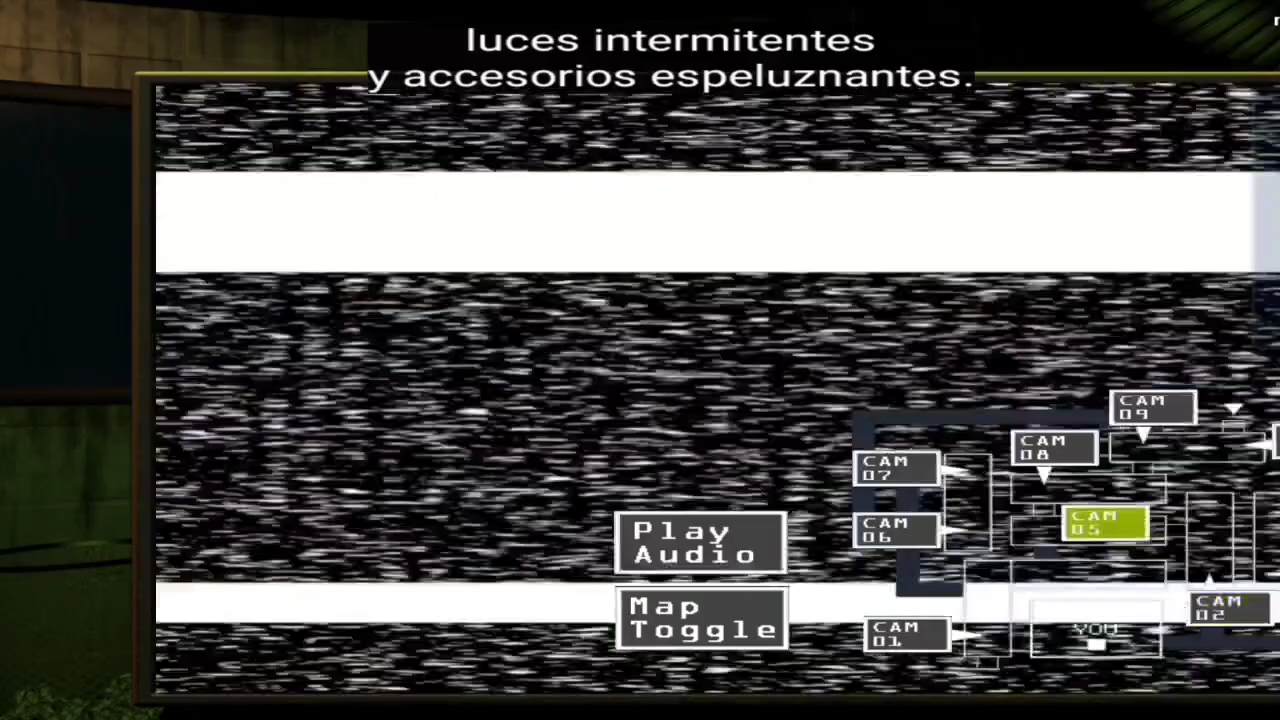 luces intermitentes
y accesorios espeluznantes.
CAM
09
CAM
08
CAM
07
CAM
05
CAM
06
Play
Audio
Map
Toggle
CAM
02
CAM
01
YOU